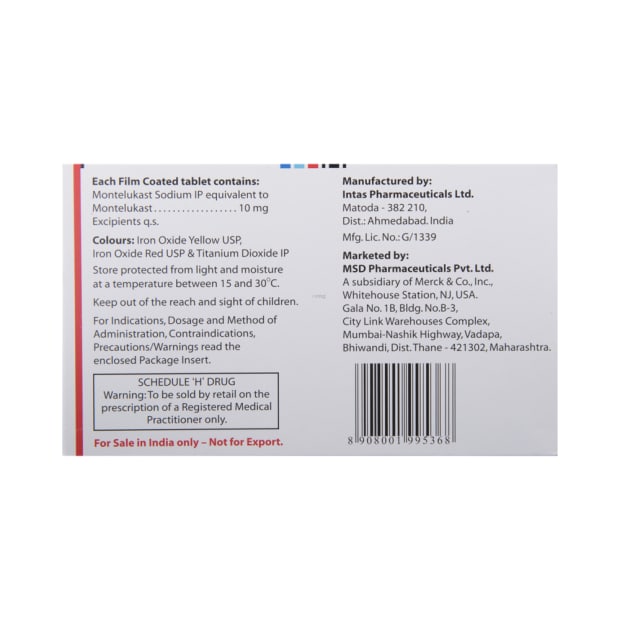 Each Film Coated tablet contains:
Montelukast Sodium IP equivalent to
Montelukast..................10 mg
Excipients q.s.
Colours: Iron Oxide Yellow USP,
Iron Oxide Red USP & Titanium Dioxide IP
Store protected from light and moisture
at a temperature between 15 and 30°C.
Keep out of the reach and sight of children.
For Indications, Dosage and Method of
Administration, Contraindications,
Precautions/Warnings read the
enclosed Package Insert.
SCHEDULE 'H' DRUG
Warning: To be sold by retail on the
prescription of a Registered Medical
Practitioner only.
For Sale in India only – Not for Export.
Manufactured by:
Intas Pharmaceuticals Ltd.
Matoda - 382 210,
Dist.: Ahmedabad. India
Mfg. Lic. No.: G/1339
Marketed by:
MSD Pharmaceuticals Pvt. Ltd.
A subsidiary of Merck & Co., Inc.,
Whitehouse Station, NJ, USA.
Gala No. 1B, Bldg. No.B-3,
City Link Warehouses Complex,
Mumbai-Nashik Highway, Vadapa,
Bhiwandi, Dist. Thane - 421302, Maharashtra.
8 908001 995368